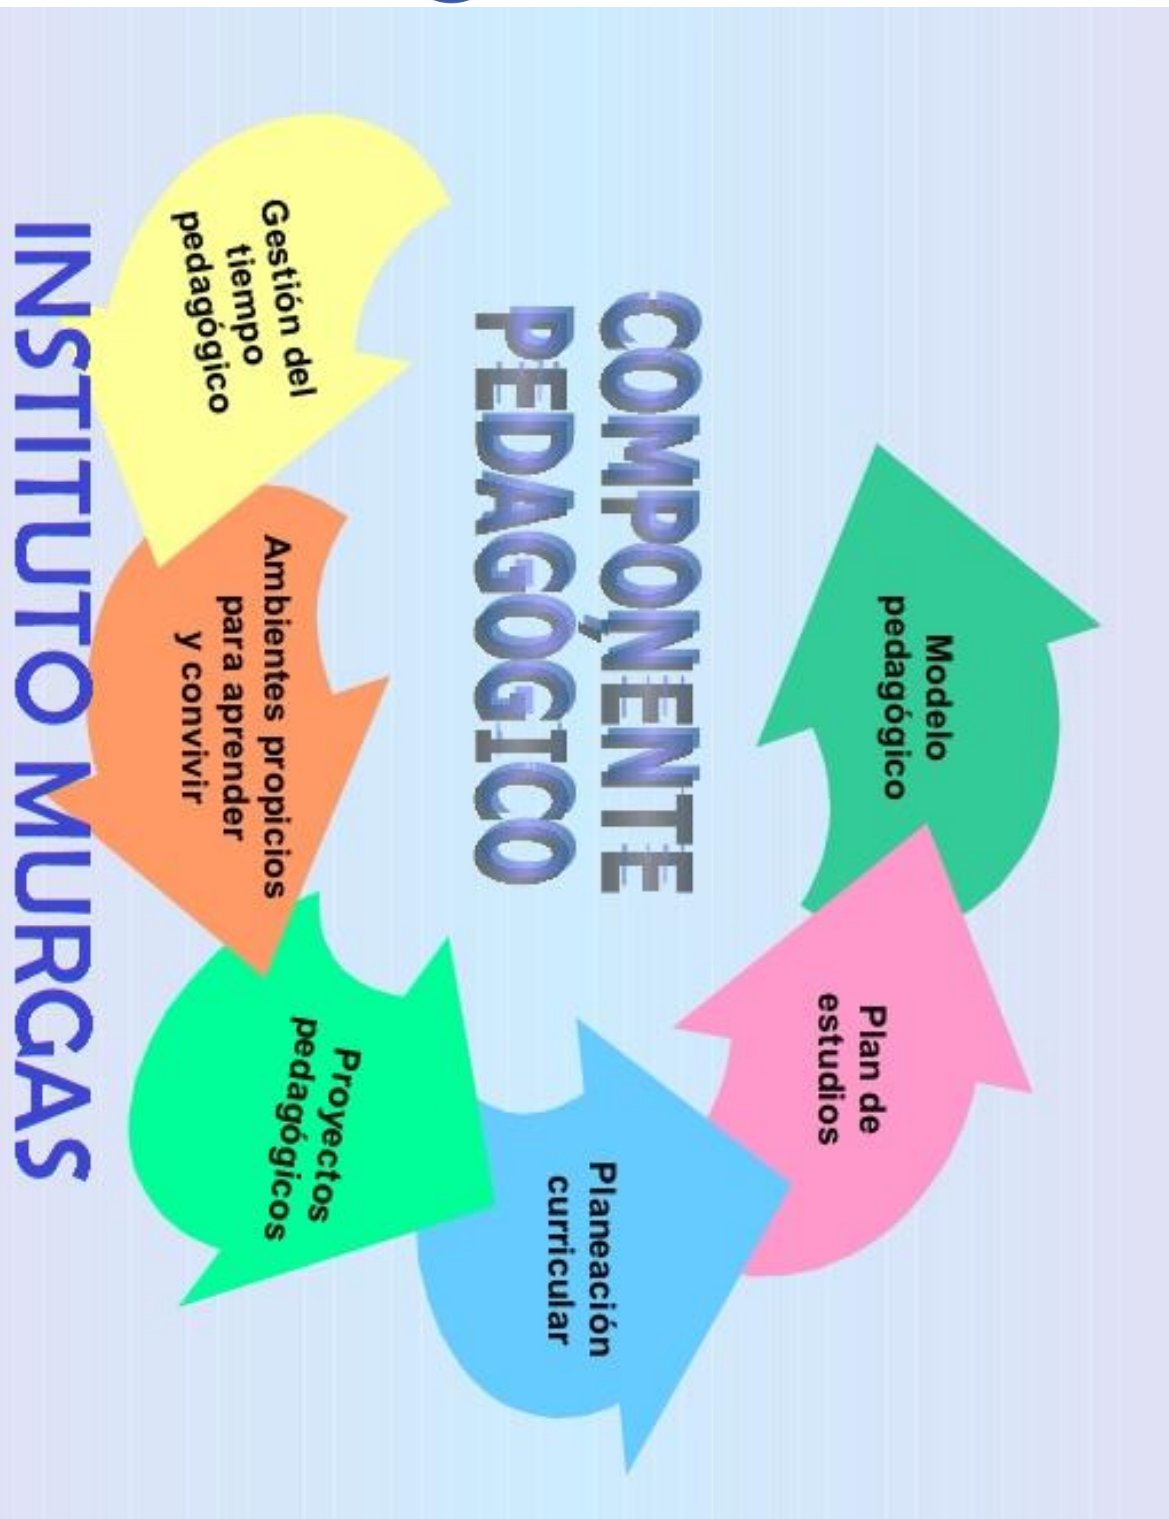 COMPONENTE
PEDAGÓGICO
Modelo
pedagógico
Plan de
estudios
Planeación
curricular
Proyectos
pedagógicos
Ambientes propicios
para aprender
y convivir
Gestión del
tiempo
pedagógico
INSTITUTO MURGAS